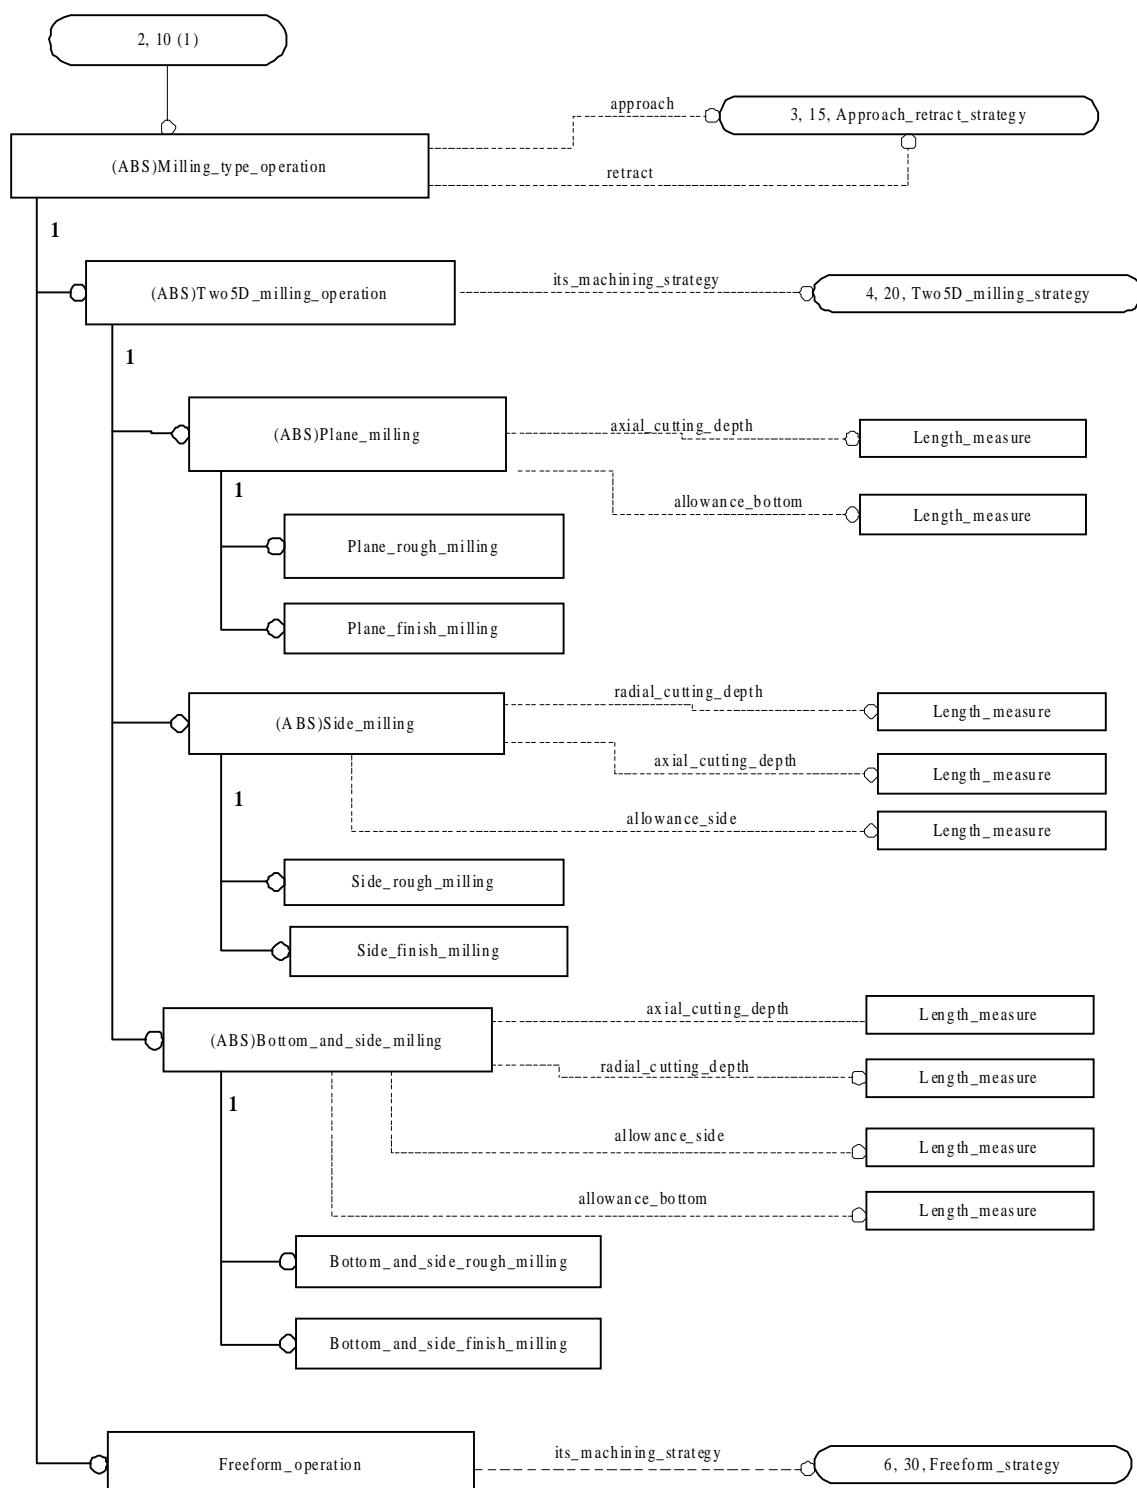 2, 10 (1)
approach
3, 15, Approach_retract_strategy
(ABS)Milling_type_operation
retract
1
its_machining_strategy
(ABS)Two5D_milling_operation
4, 20, Two5D_milling_strategy
1
axial_cutting_depth
(ABS)Plane_milling
Length_measure
1
allowance_bottom
Length_measure
Plane_rough_milling
Plane_finish_milling
radial_cutting_depth
Length_measure
(ABS)Side_milling
axial_cutting_depth
Length_measure
1
allowance_side
Length_measure
Side_rough_milling
Side_finish_milling
axial_cutting_depth
Length_measure
(ABS)Bottom_and_side_milling
radial_cutting_depth
Length_measure
1
allowance_side
Length_measure
allowance_bottom
Length_measure
Bottom_and_side_rough_milling
Bottom_and_side_finish_milling
its_machining_strategy
Freeform_operation
6, 30, Freeform_strategy